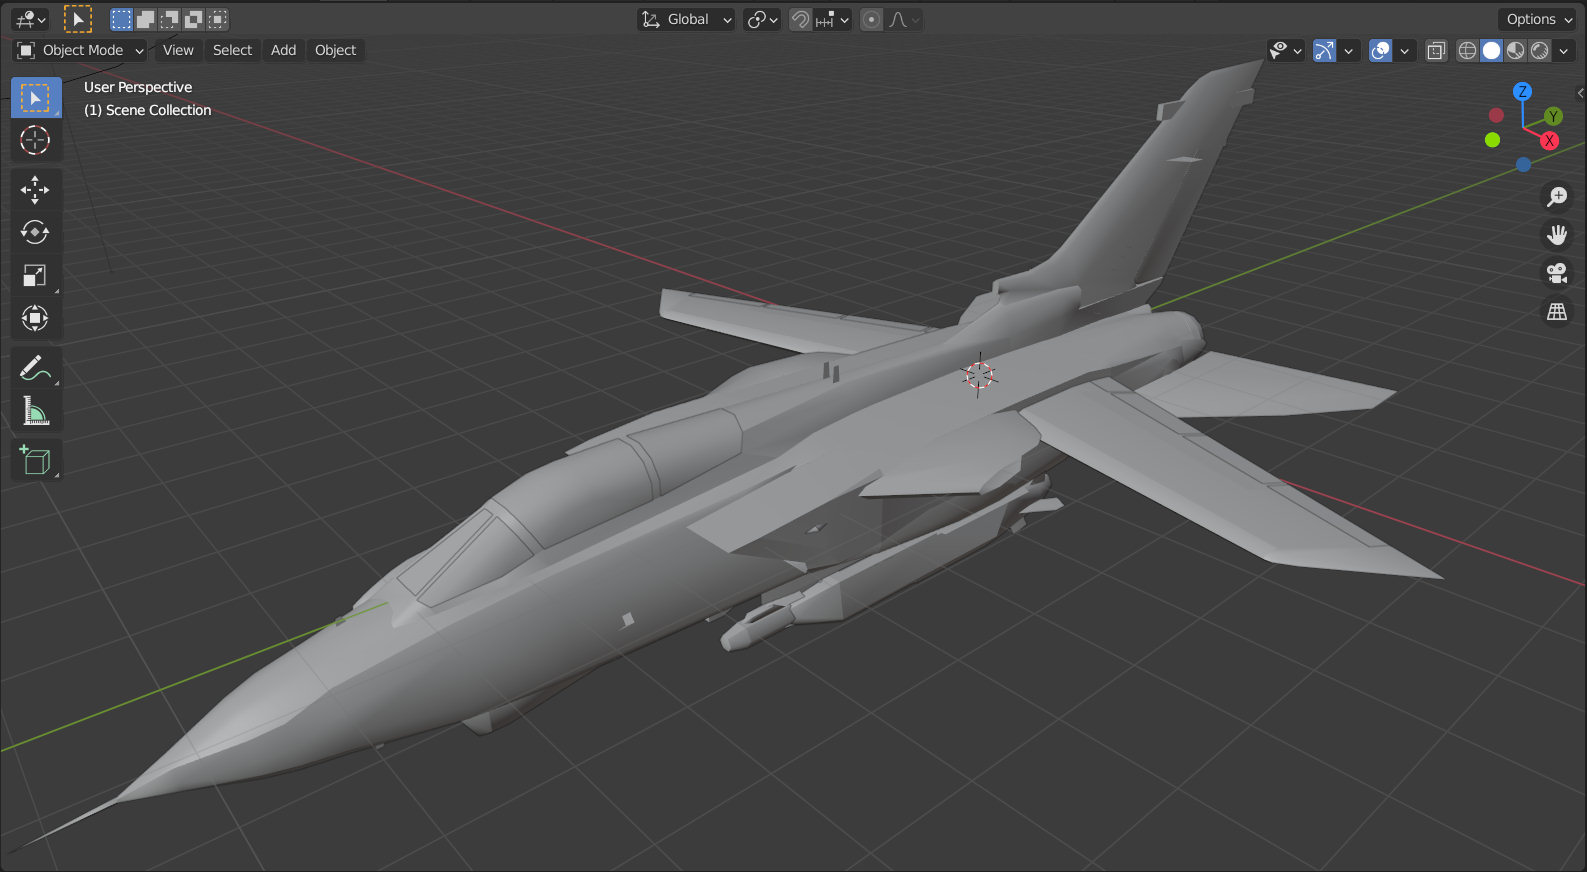 Global
Options
Object Mode
View
Select
Add
Object
User Perspective
(1) Scene Collection
Z
Y
X